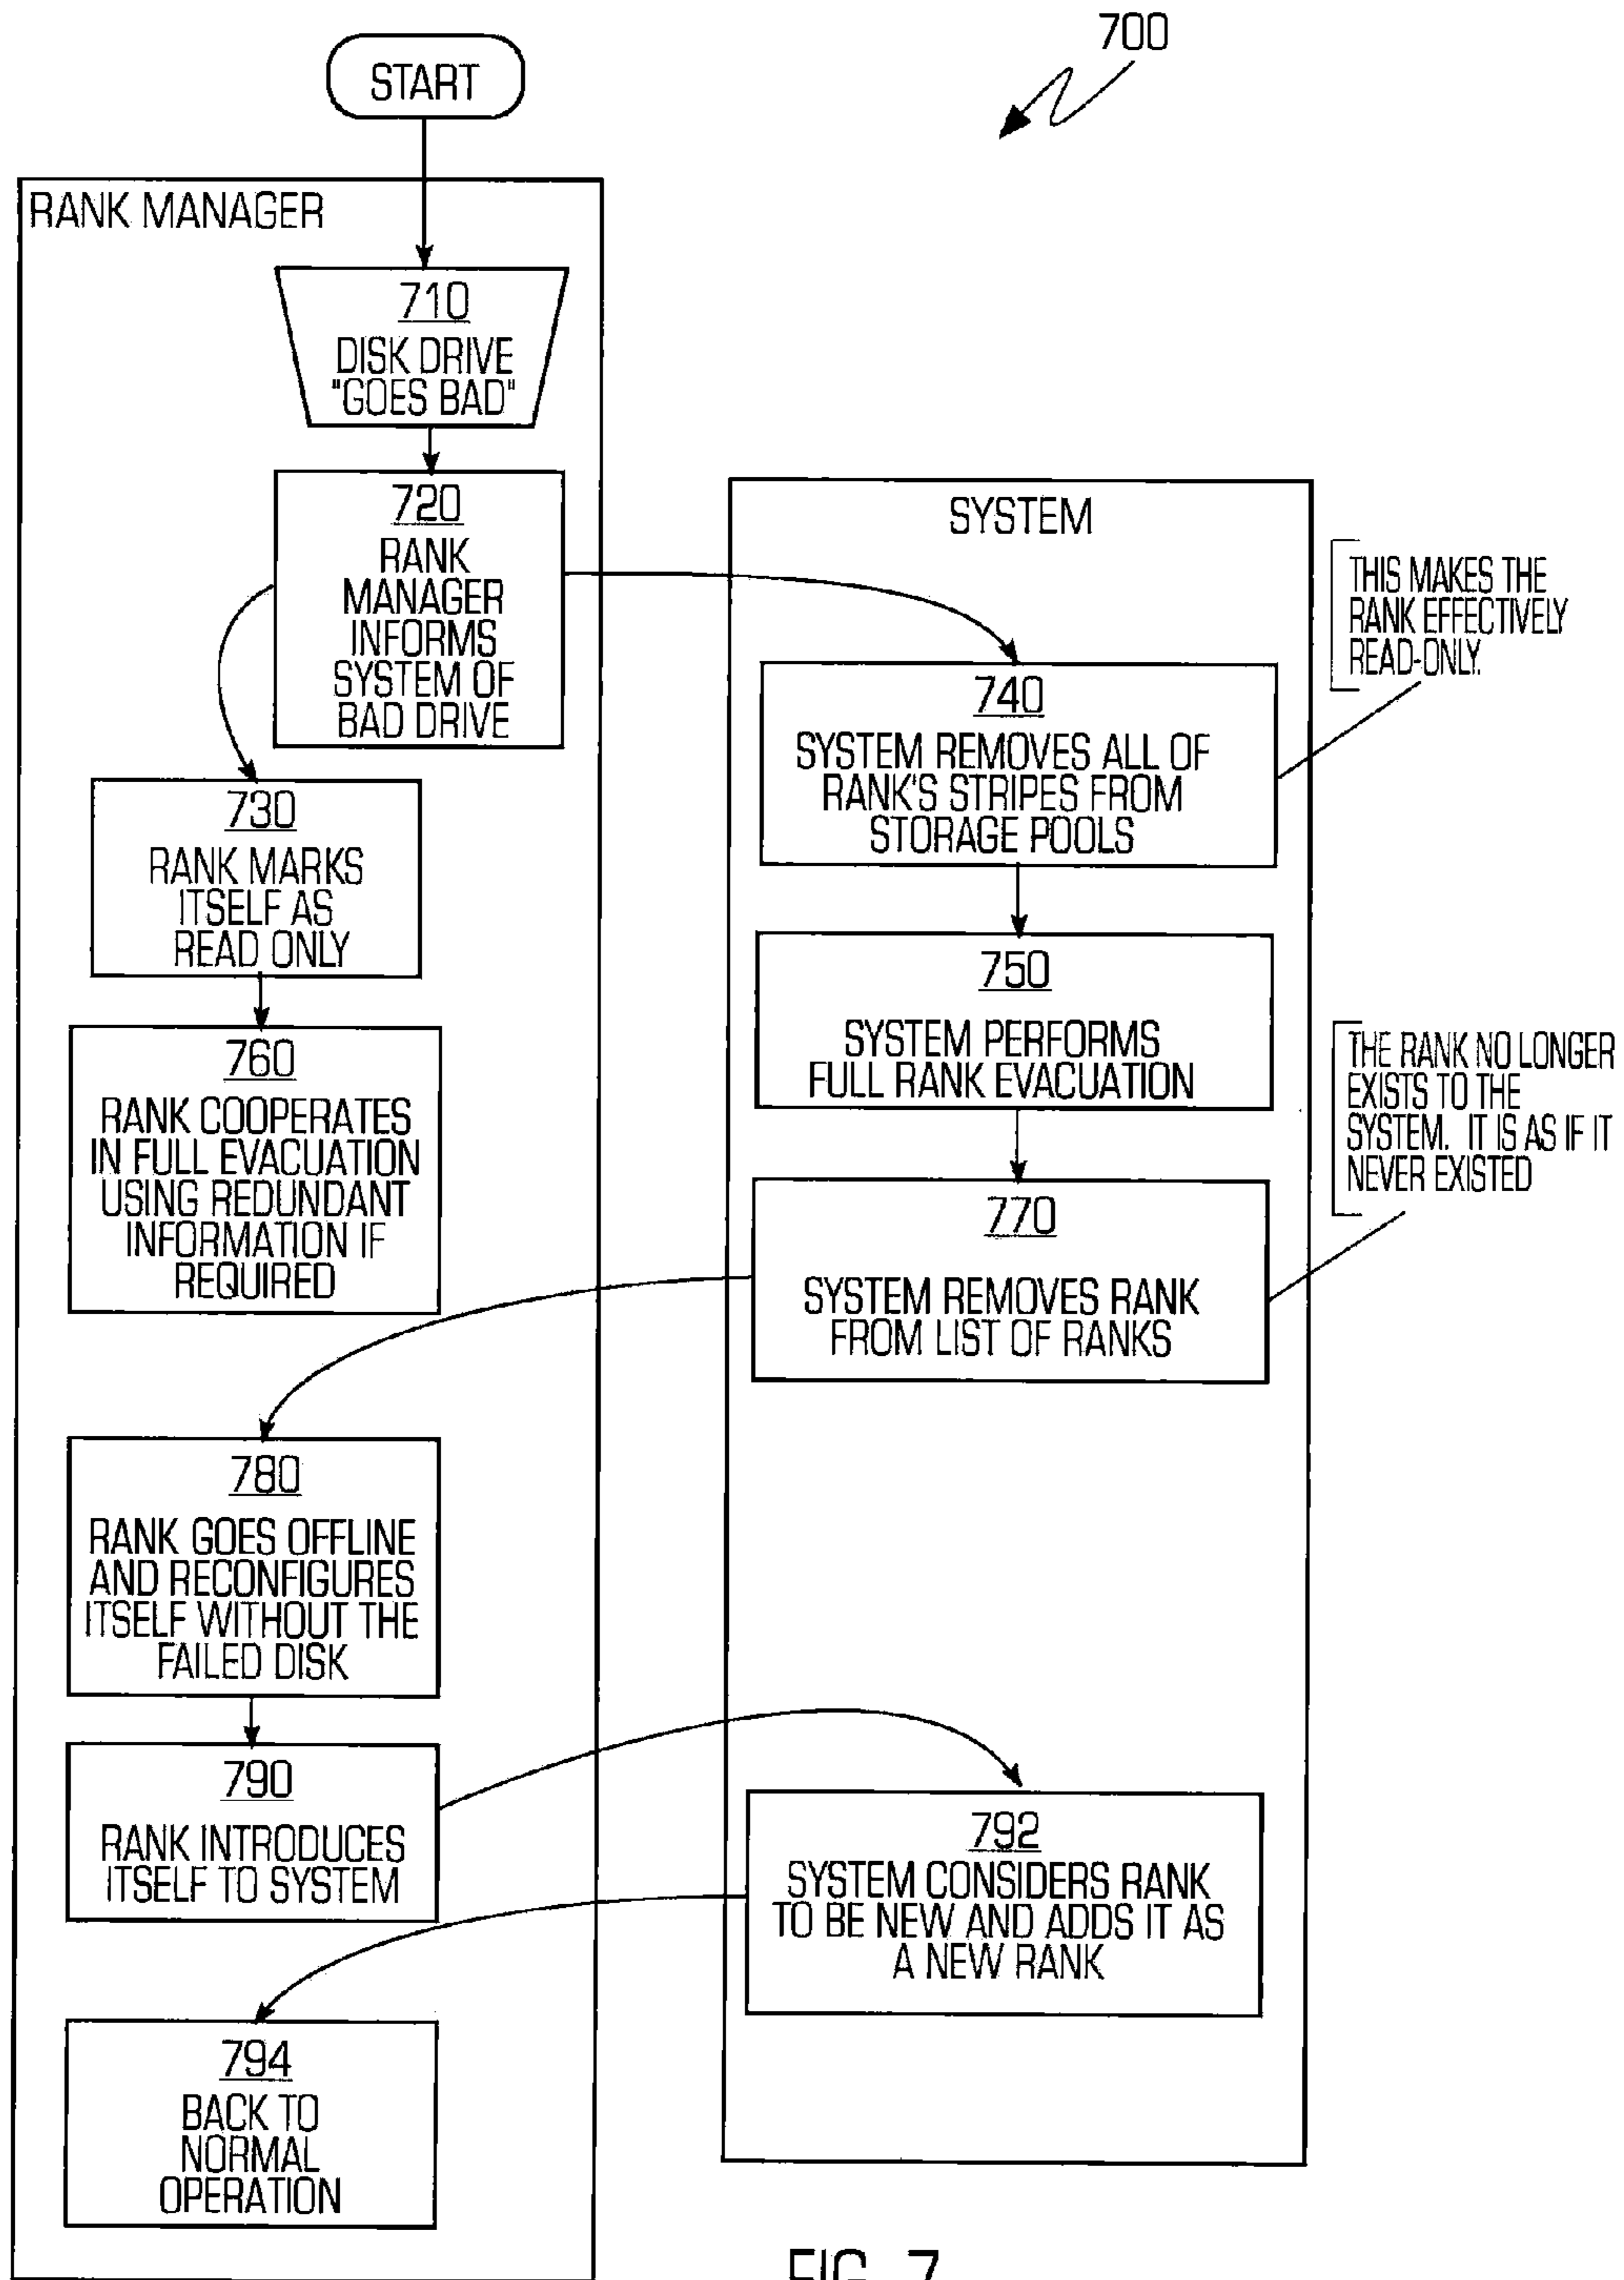 700
START
RANK MANAGER
710
DISK DRIVE
"GOES BAD"
720
RANK
MANAGER
INFORMS
SYSTEM OF
BAD DRIVE
SYSTEM
THIS MAKES THE
RANK EFFECTIVELY
READ-ONLY.
740
SYSTEM REMOVES ALL OF
RANK'S STRIPES FROM
STORAGE POOLS
730
RANK MARKS
ITSELF AS
READ ONLY
750
SYSTEM PERFORMS
FULL RANK EVACUATION
760
RANK COOPERATES
IN FULL EVACUATION
USING REDUNDANT
INFORMATION IF
REQUIRED
THE RANK NO LONGER
EXISTS TO THE
SYSTEM. IT IS AS IF IT
NEVER EXISTED
770
SYSTEM REMOVES RANK
FROM LIST OF RANKS
780
RANK GOES OFFLINE
AND RECONFIGURES
ITSELF WITHOUT THE
FAILED DISK
790
RANK INTRODUCES
ITSELF TO SYSTEM
792
SYSTEM CONSIDERS RANK
TO BE NEW AND ADDS IT AS
A NEW RANK
794
BACK TO
NORMAL
OPERATION
FIG. 7